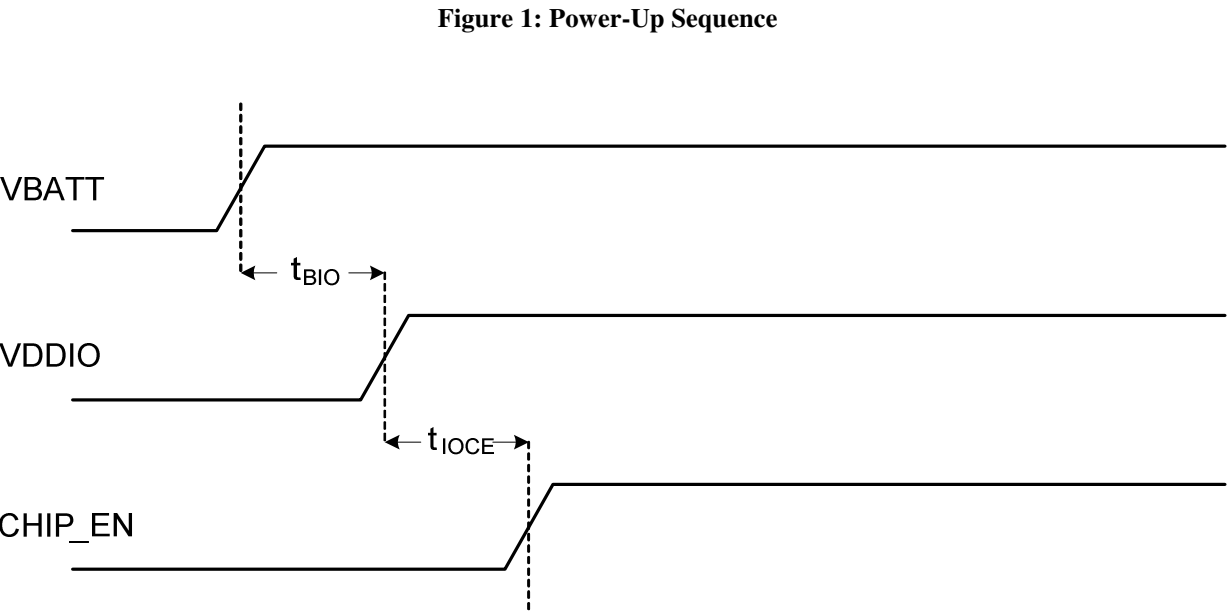 Figure 1: Power-Up Sequence
VBATT
tBIO
VDDIO
tIOCE
CHIP_EN